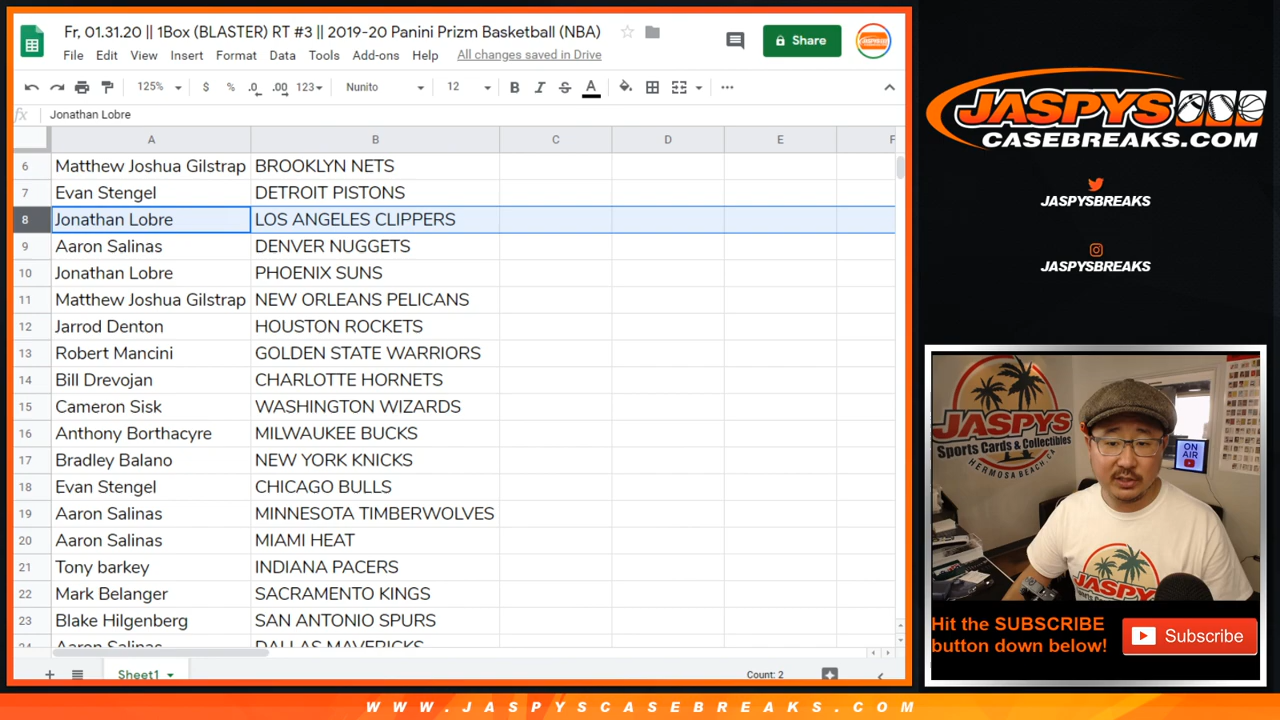 Fr, 01.31.20 || 1Box (BLASTER) RT #3 || 2019-20 Panini Prizm Basketball (NBA)
File Edit View Insert Format Data Tools Add-ons Help All changes saved in Drive
Share
125% $ % .0 .00 123 Nunito 12 B I S A
fx Jonathan Lobre
A B C D E F
6 Matthew Joshua Gilstrap BROOKLYN NETS
7 Evan Stengel DETROIT PISTONS
8 Jonathan Lobre LOS ANGELES CLIPPERS
9 Aaron Salinas DENVER NUGGETS
10 Jonathan Lobre PHOENIX SUNS
11 Matthew Joshua Gilstrap NEW ORLEANS PELICANS
12 Jarrod Denton HOUSTON ROCKETS
13 Robert Mancini GOLDEN STATE WARRIORS
14 Bill Drevojan CHARLOTTE HORNETS
15 Cameron Sisk WASHINGTON WIZARDS
16 Anthony Borthacyre MILWAUKEE BUCKS
17 Bradley Balano NEW YORK KNICKS
18 Evan Stengel CHICAGO BULLS
19 Aaron Salinas MINNESOTA TIMBERWOLVES
20 Aaron Salinas MIAMI HEAT
21 Tony barkey INDIANA PACERS
22 Mark Belanger SACRAMENTO KINGS
23 Blake Hilgenberg SAN ANTONIO SPURS
24 Aaron Salinas DALLAS MAVERICKS
Sheet1 Count: 2
JASPYS
CASEBREAKS.COM
JASPYSBREAKS
JASPYSBREAKS
JASPYS
Sports Cards & Collectibles
HERMOSA BEACH, CA
ON
AIR
JASPYS
Hit the SUBSCRIBE
button down below!
Subscribe
WWW.JASPYSCASEBREAKS.COM